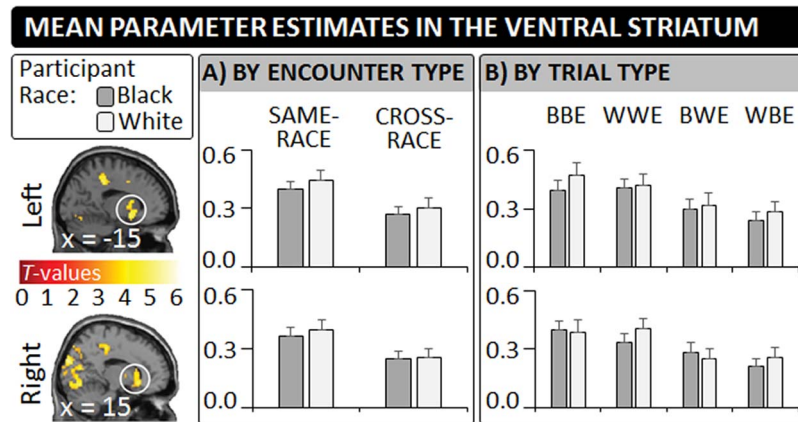 MEAN PARAMETER ESTIMATES IN THE VENTRAL STRIATUM
Participant
Race: Black
White
A) BY ENCOUNTER TYPE
B) BY TRIAL TYPE
SAME-
RACE
CROSS-
RACE
BBE WWE BWE WBE
Left
x = -15
0.6
0.3
0.0
0.6
0.3
0.0
T-values
0 1 2 3 4 5 6
Right
x = 15
0.6
0.3
0.0
0.6
0.3
0.0